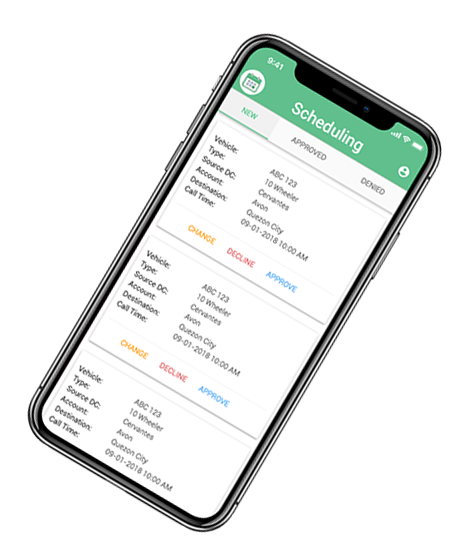 9:41
Scheduling
NEW APPROVED DENIED
Vehicle: ABC 123
Type: 10 Wheeler
Source DC: Cervantes
Account: Avon
Destination: Quezon City
Call Time: 09-01-2018 10:00 AM
CHANGE DECLINE APPROVE
Vehicle: ABC 123
Type: 10 Wheeler
Source DC: Cervantes
Account: Avon
Destination: Quezon City
Call Time: 09-01-2018 10:00 AM
CHANGE DECLINE APPROVE
Vehicle: ABC 123
Type: 10 Wheeler
Source DC: Cervantes
Account: Avon
Destination: Quezon City
Call Time: 09-01-2018 10:00 AM